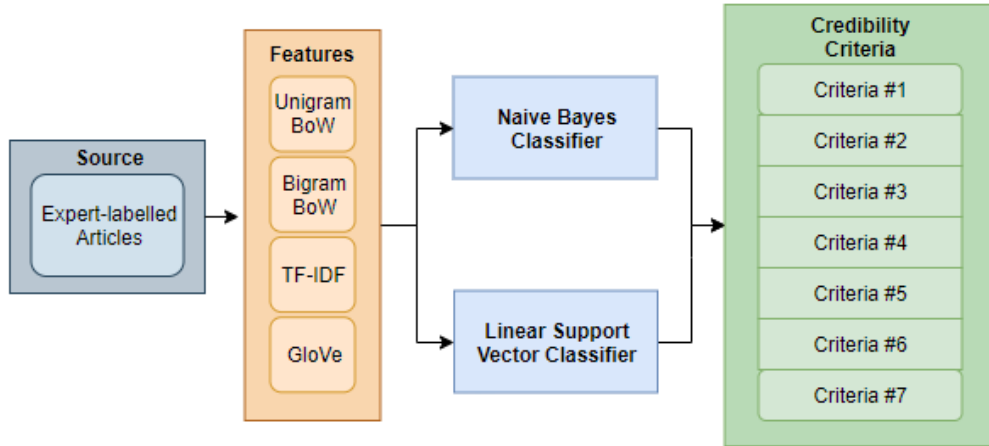 Source
Expert-labelled
Articles
Features
Unigram
BoW
Bigram
BoW
TF-IDF
GloVe
Naive Bayes
Classifier
Linear Support
Vector Classifier
Credibility
Criteria
Criteria #1
Criteria #2
Criteria #3
Criteria #4
Criteria #5
Criteria #6
Criteria #7